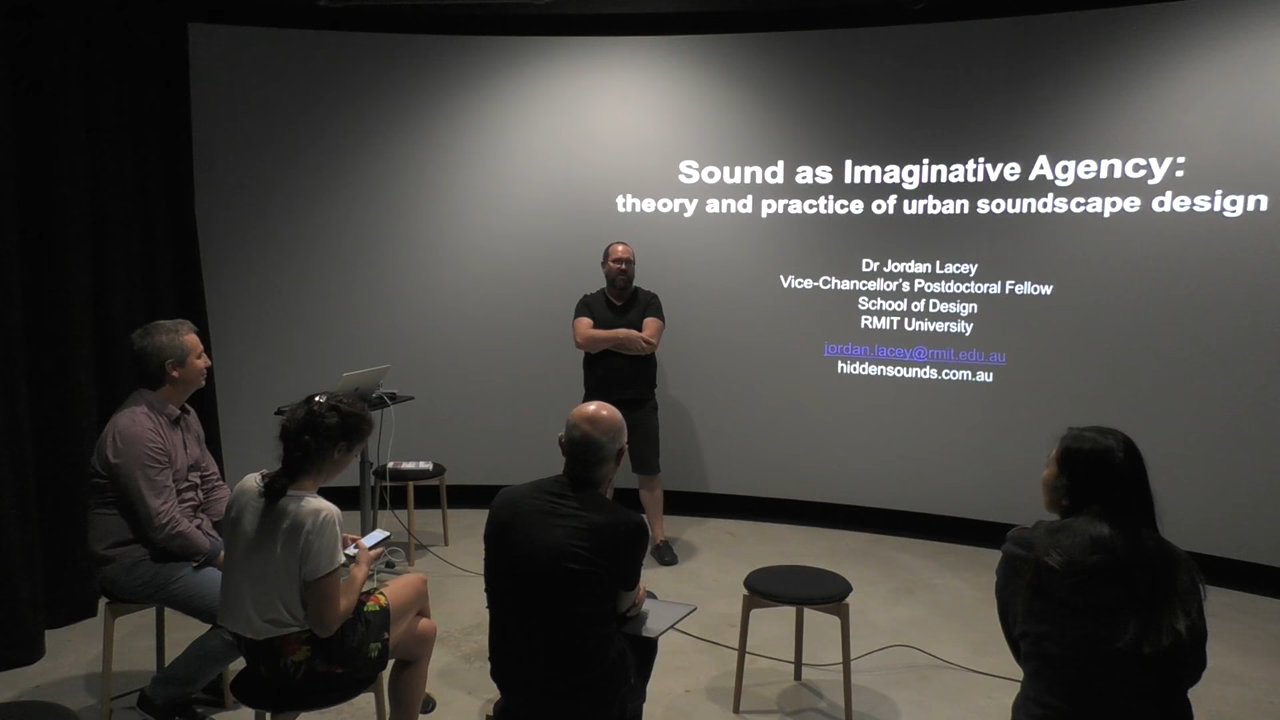 Sound as Imaginative Agency:
theory and practice of urban soundscape design
Dr Jordan Lacey
Vice-Chancellor's Postdoctoral Fellow
School of Design
RMIT University
jordan.lacey@rmit.edu.au
hiddensounds.com.au